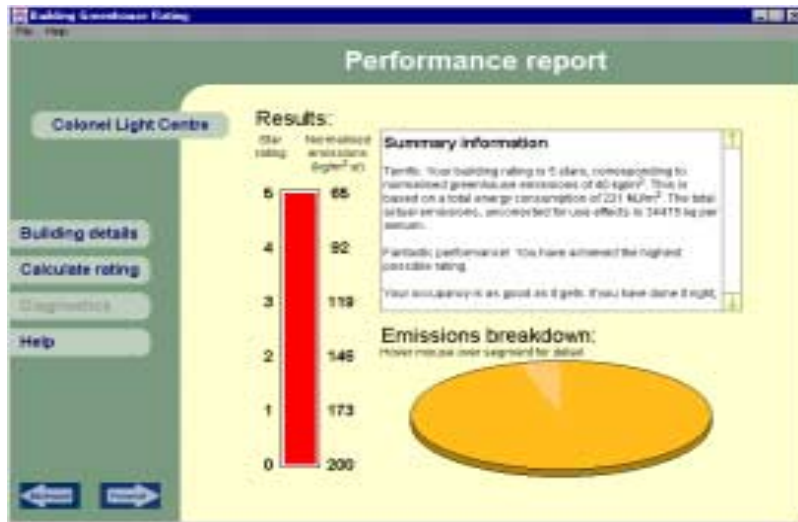 Building Greenhouse Rating
File Help
Performance report
Colonel Light Centre
Results:
Star rating
Normalised emissions (kg/m² a)
Summary information
Terrific. Your building rating is 5 stars, corresponding to
normalised greenhouse emissions of 60 kg/m². This is
based on a total energy consumption of 221 MJ/m². The total
actual emissions, uncorrected for use effects is 34475 kg per
annum.
Fantastic performance! You have achieved the highest
possible rating.
Your occupancy is as good as it gets. If you have done it right,
5 65
4 92
3 119
2 146
1 173
0 200
Building details
Calculate rating
Diagnostics
Help
Emissions breakdown:
Hover mouse over segment for detail